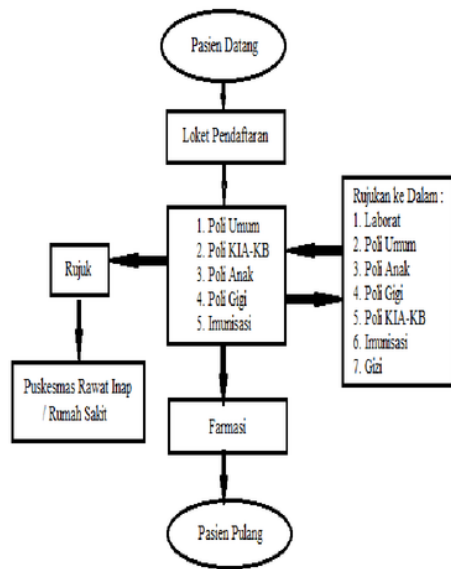 Pasien Datang
Loket Pendaftaran
1. Poli Umum
2. Poli KIA-KB
3. Poli Anak
4. Poli Gigi
5. Imunisasi
Rujukan ke Dalam :
1. Laborat
2. Poli Umum
3. Poli Anak
4. Poli Gigi
5. Poli KIA-KB
6. Imunisasi
7. Gizi
Rujuk
Puskesmas Rawat Inap
/ Rumah Sakit
Farmasi
Pasien Pulang